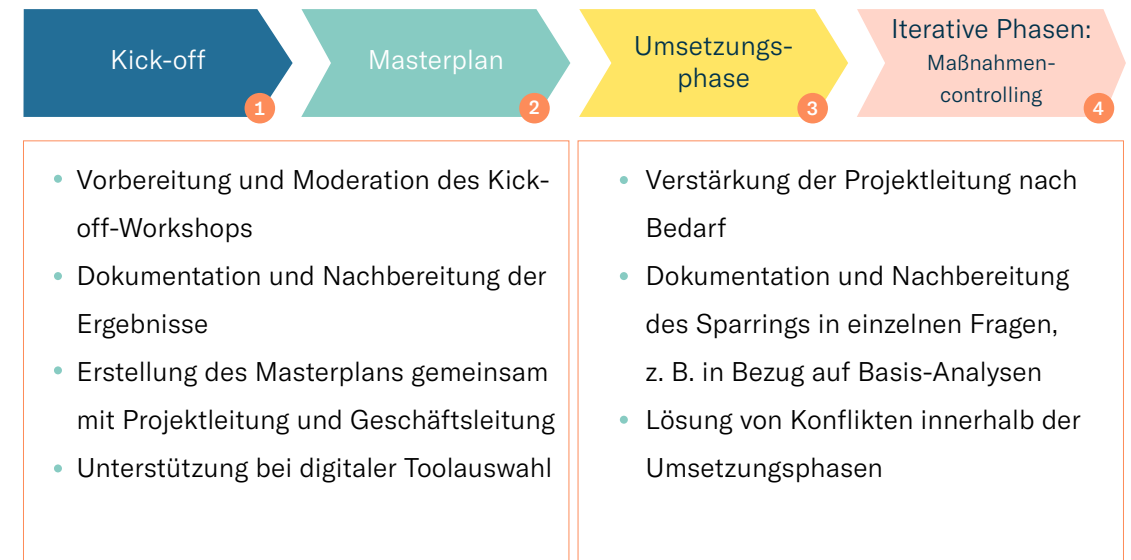 Kick-off
1
Masterplan
2
Umsetzungs-
phase
3
Iterative Phasen:
Maßnahmen-
controlling
4
• Vorbereitung und Moderation des Kick-
off-Workshops
• Dokumentation und Nachbereitung der
Ergebnisse
• Erstellung des Masterplans gemeinsam
mit Projektleitung und Geschäftsleitung
• Unterstützung bei digitaler Toolauswahl
• Verstärkung der Projektleitung nach
Bedarf
• Dokumentation und Nachbereitung
des Sparrings in einzelnen Fragen,
z. B. in Bezug auf Basis-Analysen
• Lösung von Konflikten innerhalb der
Umsetzungsphasen